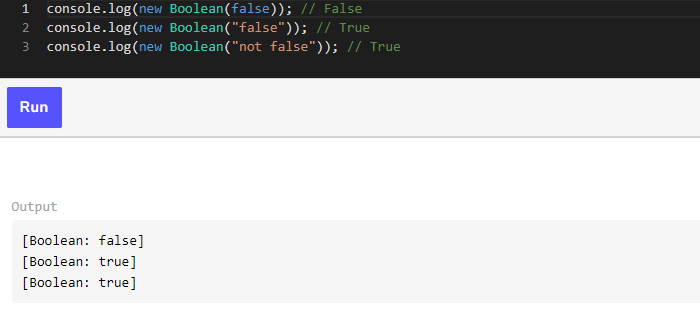 1 console.log(new Boolean(false)); // False
2 console.log(new Boolean("false")); // True
3 console.log(new Boolean("not false")); // True
Run
Output
[Boolean: false]
[Boolean: true]
[Boolean: true]